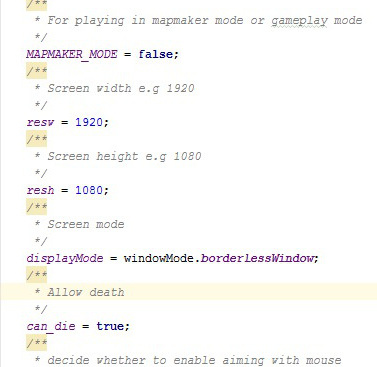 /**
* For playing in mapmaker mode or gameplay mode
*/
MAPMAKER_MODE = false;
/**
* Screen width e.g 1920
*/
resw = 1920;
/**
* Screen height e.g 1080
*/
resh = 1080;
/**
* Screen mode
*/
displayMode = windowMode.borderlessWindow;
/**
* Allow death
*/
can_die = true;
/**
* decide whether to enable aiming with mouse